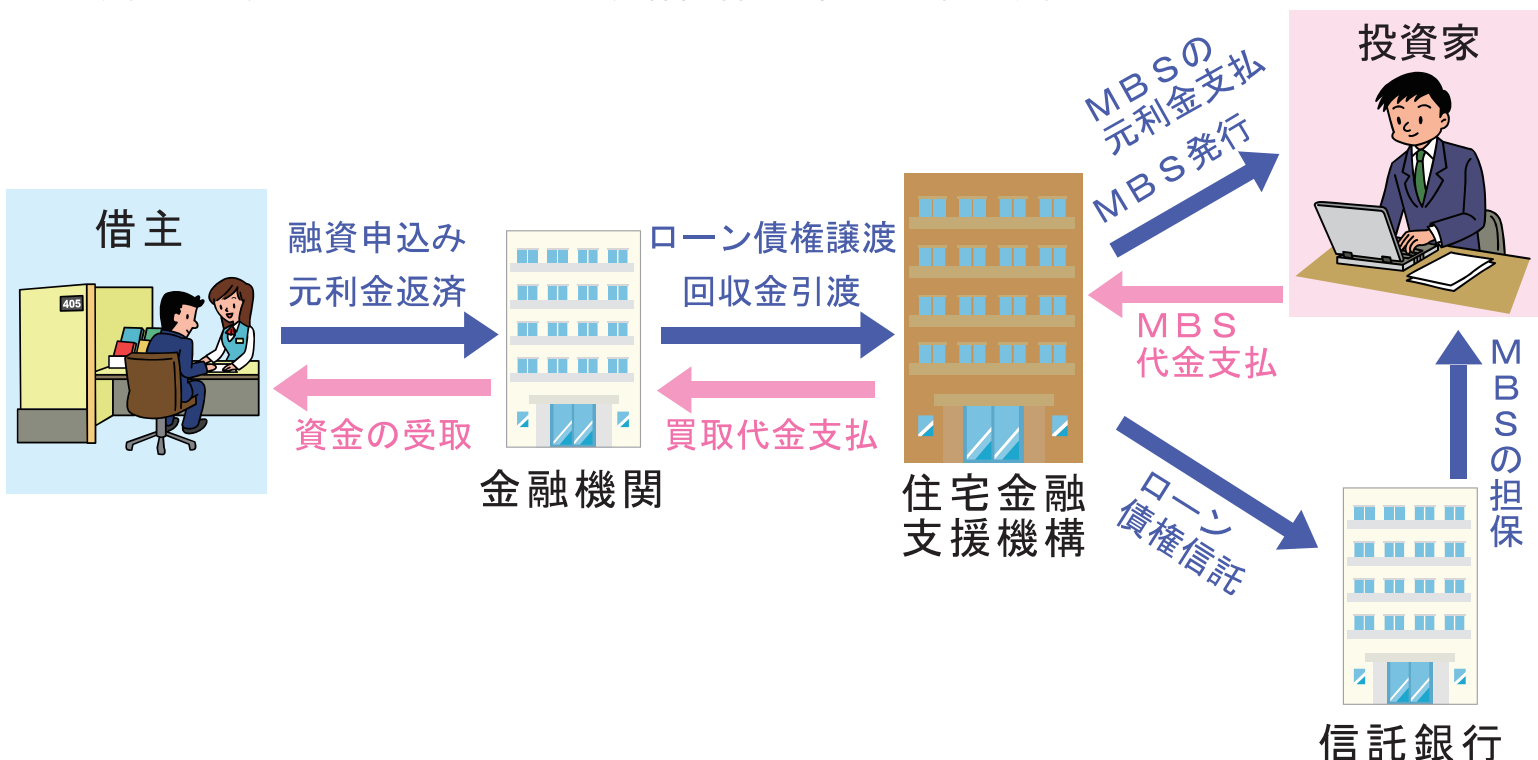 借主
405
融資申込み
元利金返済
資金の受取
金融機関
ローン債権譲渡
回収金引渡
買取代金支払
住宅金融
支援機構
MBSの
元利金支払
MBS発行
投資家
MBS
代金支払
ローン
債権信託
MBSの担保
信託銀行